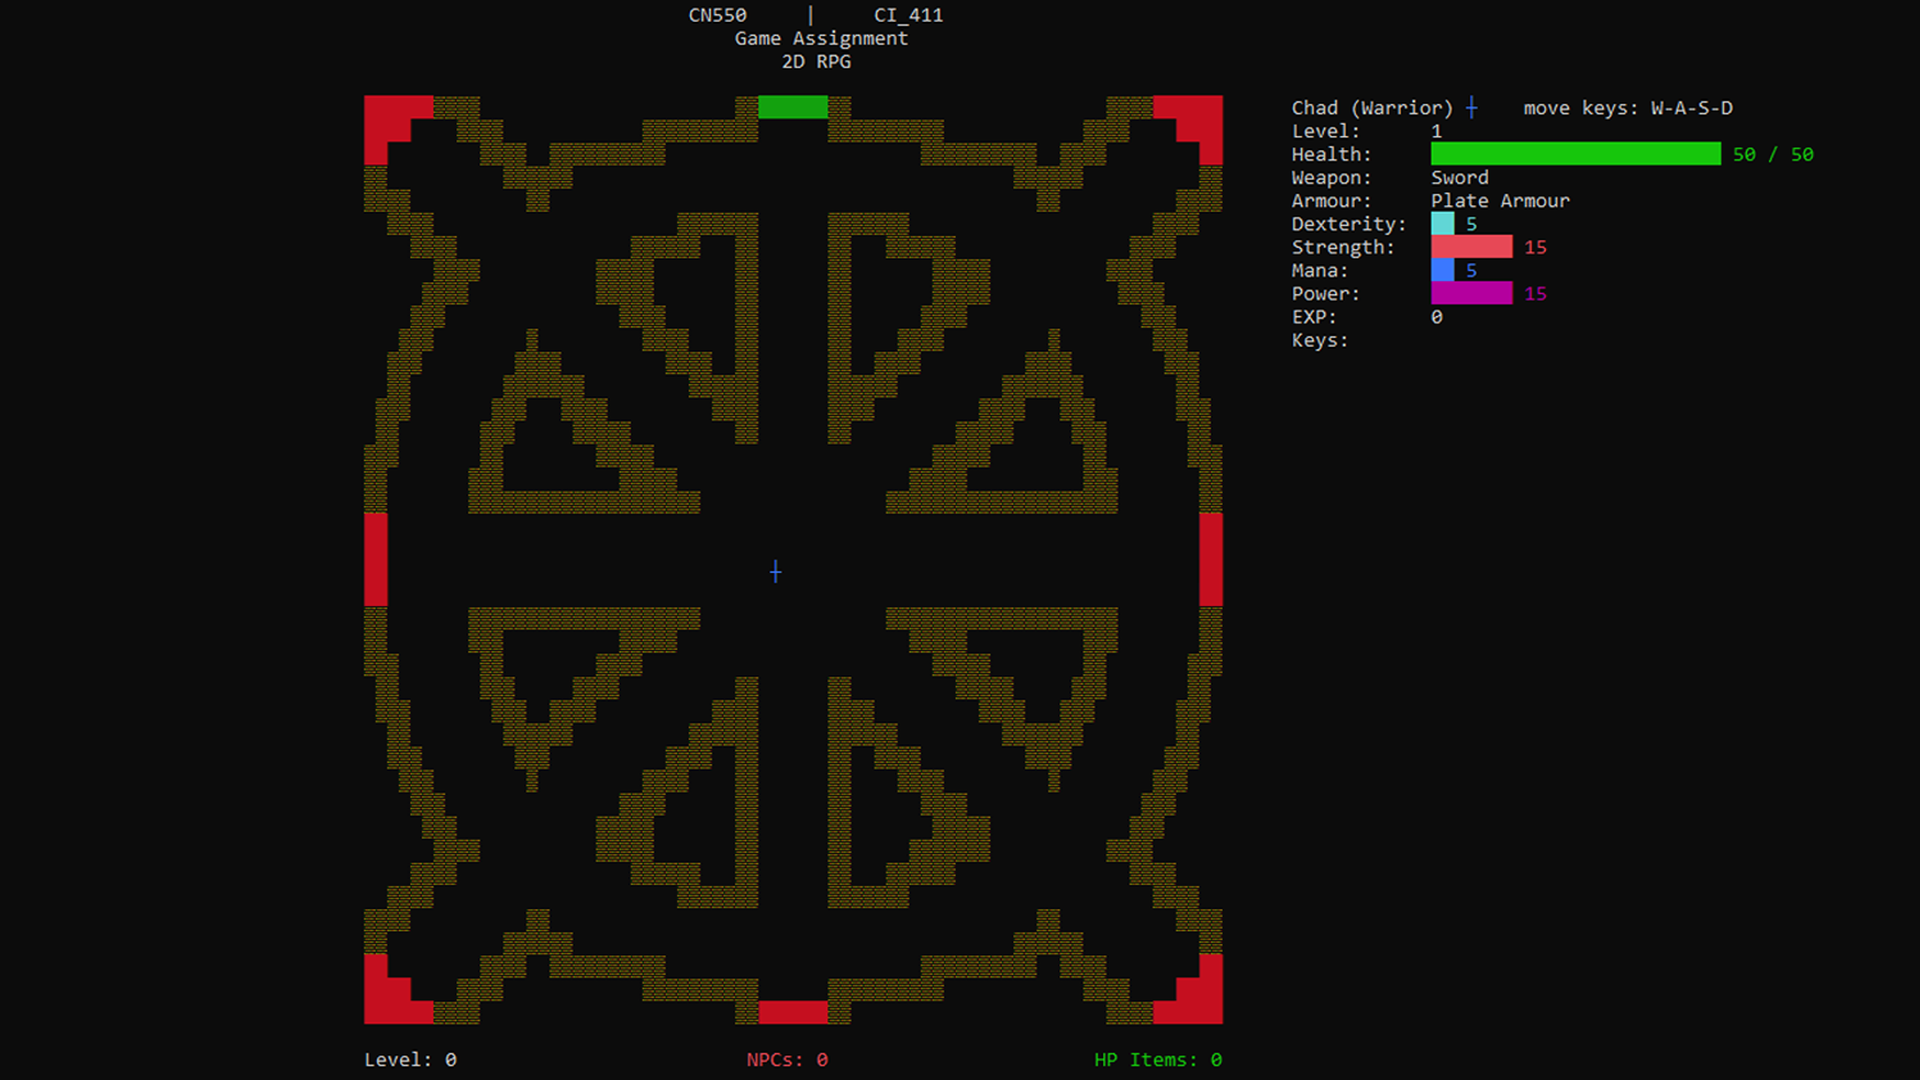 CN550 | CI_411
Game Assignment
2D RPG
Chad (Warrior) ┼ move keys: W-A-S-D
Level: 1
Health: 50 / 50
Weapon: Sword
Armour: Plate Armour
Dexterity: 5
Strength: 15
Mana: 5
Power: 15
EXP: 0
Keys:
Level: 0 NPCs: 0 HP Items: 0